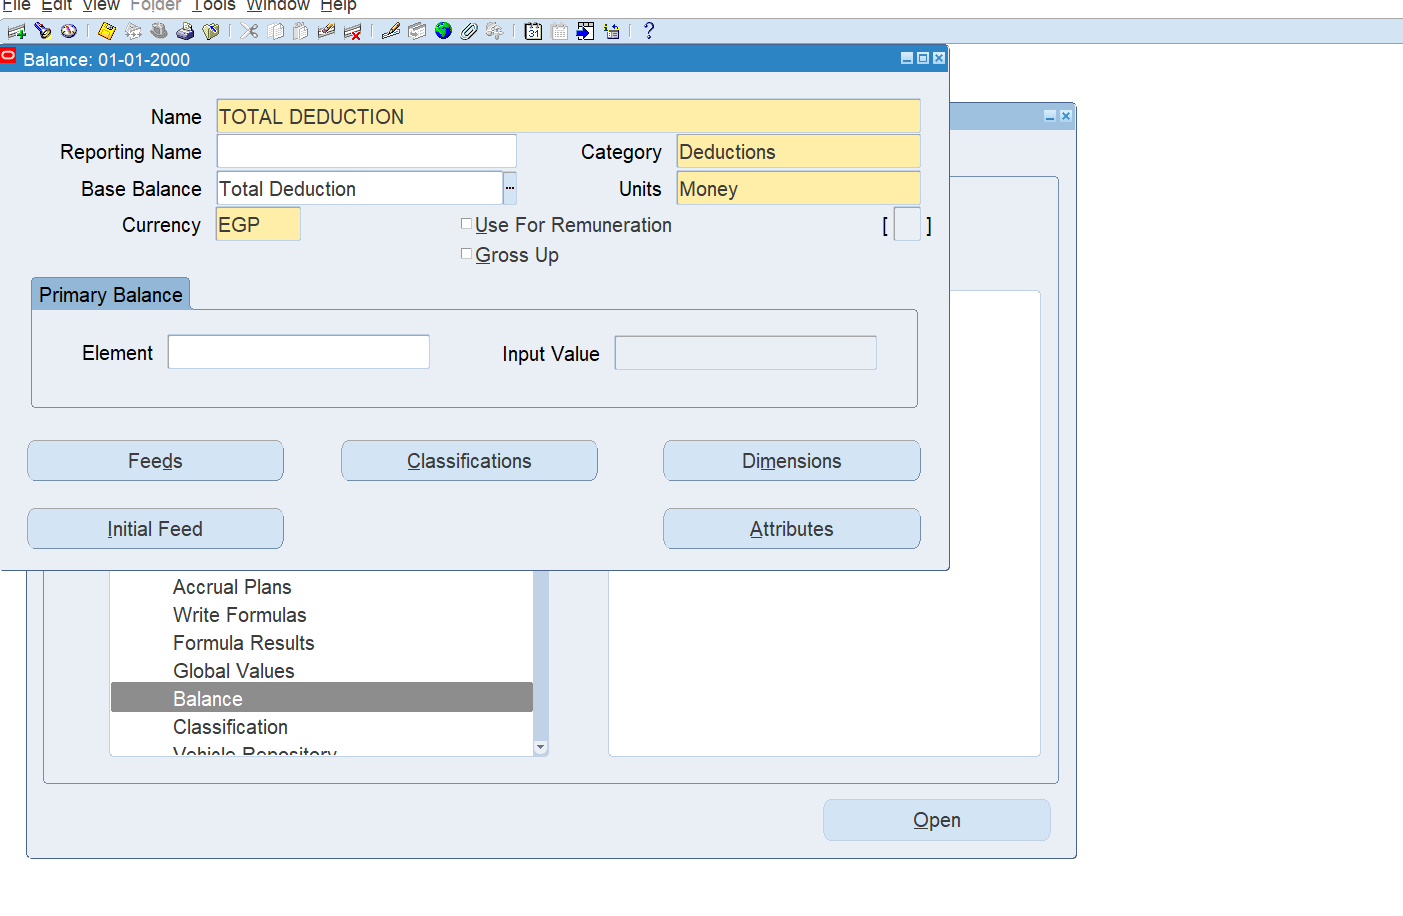 File Edit View Folder Tools Window Help
Balance: 01-01-2000
Name TOTAL DEDUCTION
Reporting Name
Category Deductions
Base Balance Total Deduction ...
Units Money
Currency EGP
Use For Remuneration
[ ]
Gross Up
Primary Balance
Element
Input Value
Feeds Classifications Dimensions
Initial Feed Attributes
Accrual Plans
Write Formulas
Formula Results
Global Values
Balance
Classification
Vehicle Repository
Open